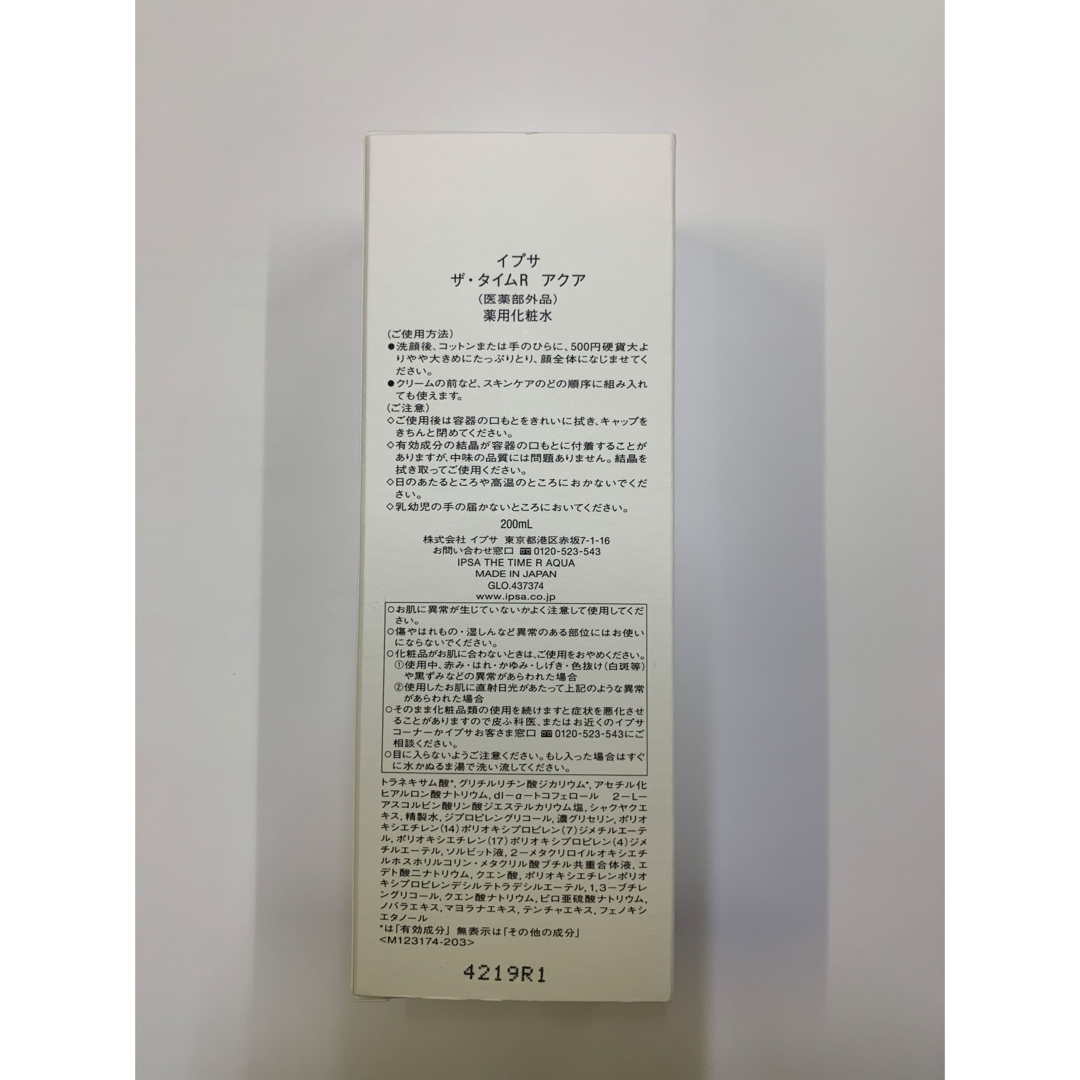 イプサ
ザ・タイムR アクア
(医薬部外品)
薬用化粧水
(ご使用方法)
●洗顔後、コットンまたは手のひらに、500円硬貨大よ
りやや大きめにたっぷりとり、顔全体になじませてく
ださい。
●クリームの前など、スキンケアのどの順序に組み入れ
ても使えます。
(ご注意)
◇ご使用後は容器の口もとをきれいに拭き、キャップを
きちんと閉めてください。
◇有効成分の結晶が容器の口もとに付着することが
ありますが、中味の品質には問題ありません。結晶を
拭き取ってご使用ください。
◇日のあたるところや高温のところにおかないでくだ
さい。
◇乳幼児の手の届かないところにおいてください。
200mL
株式会社 イプサ 東京都港区赤坂7-1-16
お問い合わせ窓口 0120-523-543
IPSA THE TIME R AQUA
MADE IN JAPAN
GLO.437374
www.ipsa.co.jp
○お肌に異常が生じていないかよく注意して使用してくだ
さい。
○傷やはれもの・湿しんなど異常のある部位にはお使い
にならないでください。
○化粧品がお肌に合わないときは、ご使用をおやめください。
①使用中、赤み・はれ・かゆみ・しげき・色抜け(白斑等)
や黒ずみなどの異常があらわれた場合
②使用したお肌に直射日光があたって上記のような異常
があらわれた場合
○そのまま化粧品類の使用を続けますと症状を悪化させ
ることがありますので皮ふ科医、またはお近くのイプサ
コーナーかイプサお客さま窓口 0120-523-543にご
相談ください。
○目に入らないようご注意ください。もし入った場合はすぐ
に水かぬるま湯で洗い流してください。
トラネキサム酸*, グリチルリチン酸ジカリウム*, アセチル化
ヒアルロン酸ナトリウム, dl-α-トコフェロール 2-L-
アスコルビン酸リン酸ジエステルカリウム塩, シャクヤクエ
キス, 精製水, ジプロピレングリコール, 濃グリセリン, ポリオ
キシエチレン(14)ポリオキシプロピレン(7)ジメチルエーテ
ル, ポリオキシエチレン(17)ポリオキシプロピレン(4)ジメ
チルエーテル, ソルビット液, 2-メタクリロイルオキシエチ
ルホスホリルコリン・メタクリル酸ブチル共重合体液, エ
デト酸二ナトリウム, クエン酸, ポリオキシエチレンポリオ
キシプロピレンデシルテトラデシルエーテル, 1,3-ブチレ
ングリコール, クエン酸ナトリウム, ピロ亜硫酸ナトリウム,
ノバラエキス, マヨラナエキス, テンチャエキス, フェノキシ
エタノール
*は「有効成分」 無表示は「その他の成分」
<M123174-203>
4219R1